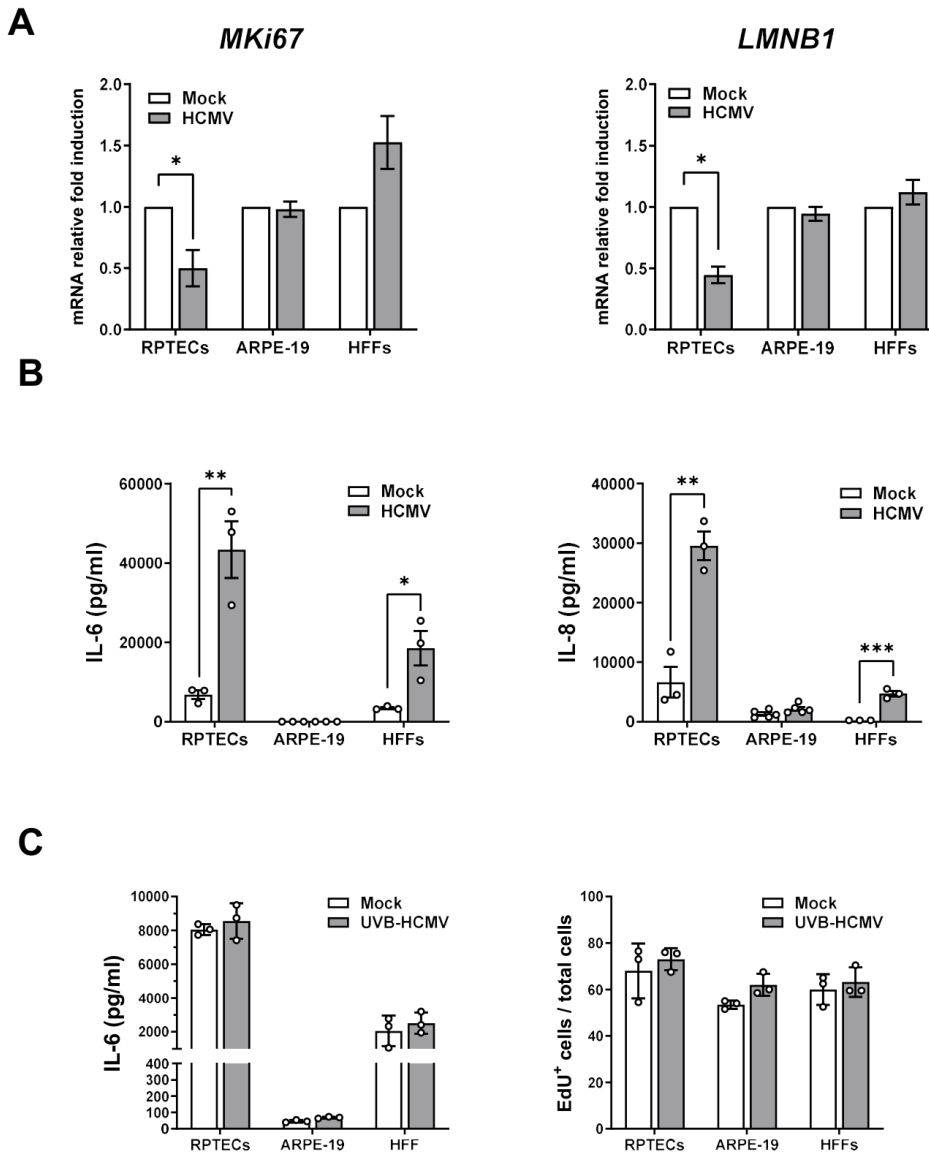 A
MKi67
LMNB1
mRNA relative fold induction
2.0
1.5
1.0
0.5
0.0
Mock
HCMV
*
RPTECs
ARPE-19
HFFs
mRNA relative fold induction
2.0
1.5
1.0
0.5
0.0
Mock
HCMV
*
RPTECs
ARPE-19
HFFs
B
IL-6 (pg/ml)
60000
40000
20000
0
**
Mock
HCMV
*
RPTECs
ARPE-19
HFFs
IL-8 (pg/ml)
40000
30000
20000
10000
0
**
Mock
HCMV
***
RPTECs
ARPE-19
HFFs
C
IL-6 (pg/ml)
10000
8000
6000
4000
2000
400
300
200
100
0
Mock
UVB-HCMV
RPTECs
ARPE-19
HFF
EdU⁺ cells / total cells
100
80
60
40
20
0
Mock
UVB-HCMV
RPTECs
ARPE-19
HFFs